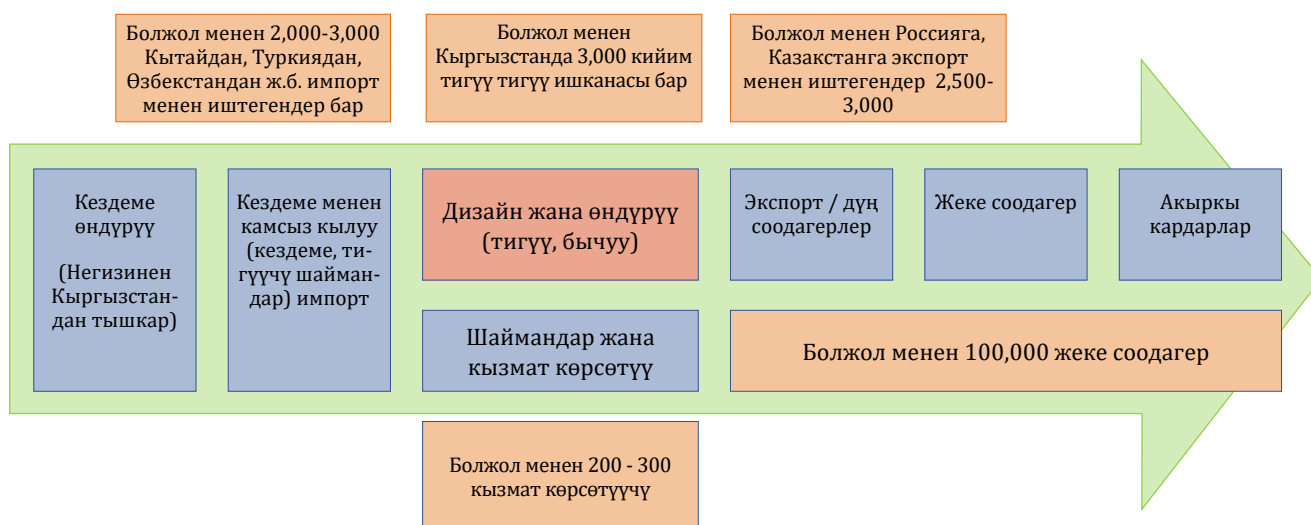 Болжол менен 2,000-3,000
Кытайдан, Туркиядан,
Өзбекстандан ж.б. импорт
менен иштегендер бар
Болжол менен
Кыргызстанда 3,000 кийим
тигүү тигүү ишканасы бар
Болжол менен Россияга,
Казакстанга экспорт
менен иштегендер 2,500-
3,000
Кездеме
өндүрүү
(Негизинен
Кыргызстан-
дан тышкар)
Кездеме менен
камсыз кылуу
(кездеме, ти-
гүүчү шайман-
дар) импорт
Дизайн жана өндүрүү
(тигүү, бычуу)
Экспорт / дүң
соодагерлер
Жеке соодагер
Акыркы
кардарлар
Шаймандар жана
кызмат көрсөтүү
Болжол менен 100,000 жеке соодагер
Болжол менен 200 - 300
кызмат көрсөтүүчү